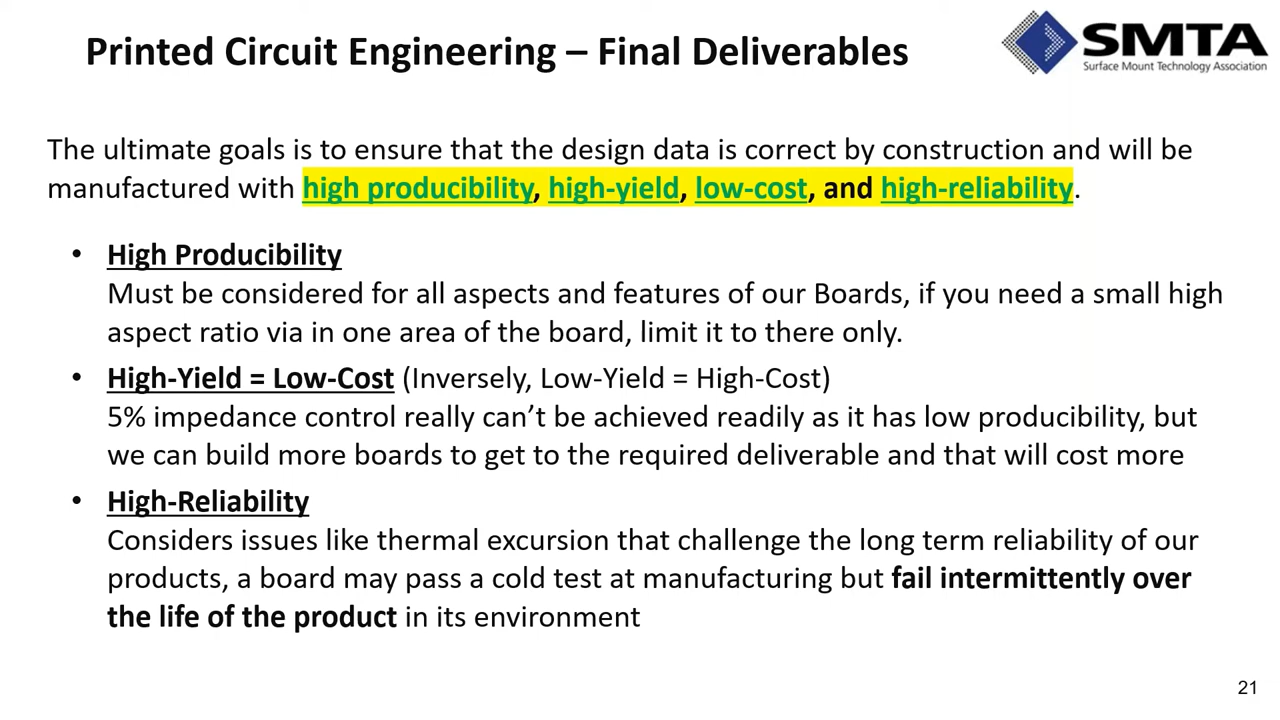 Printed Circuit Engineering – Final Deliverables
SMTA
Surface Mount Technology Association
The ultimate goals is to ensure that the design data is correct by construction and will be
manufactured with high producibility, high-yield, low-cost, and high-reliability.
• High Producibility
Must be considered for all aspects and features of our Boards, if you need a small high
aspect ratio via in one area of the board, limit it to there only.
• High-Yield = Low-Cost (Inversely, Low-Yield = High-Cost)
5% impedance control really can’t be achieved readily as it has low producibility, but
we can build more boards to get to the required deliverable and that will cost more
• High-Reliability
Considers issues like thermal excursion that challenge the long term reliability of our
products, a board may pass a cold test at manufacturing but fail intermittently over
the life of the product in its environment
21